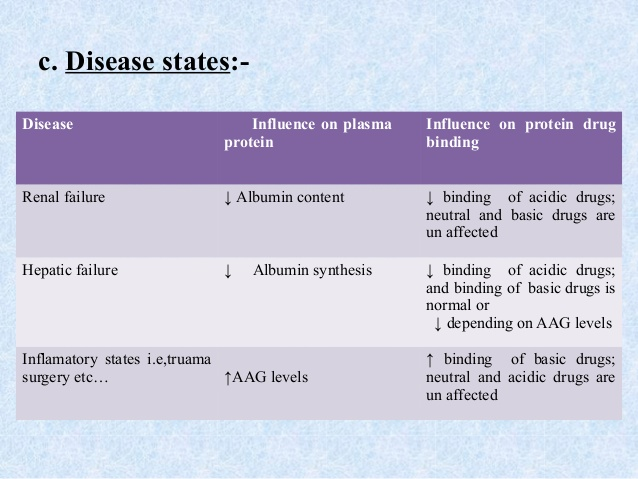 c. Disease states:-
Disease
Influence on plasma
protein
Influence on protein drug
binding
Renal failure
↓ Albumin content
↓ binding of acidic drugs;
neutral and basic drugs are
un affected
Hepatic failure
↓ Albumin synthesis
↓ binding of acidic drugs;
and binding of basic drugs is
normal or
↓ depending on AAG levels
Inflamatory states i.e,truama
surgery etc…
↑AAG levels
↑ binding of basic drugs;
neutral and acidic drugs are
un affected